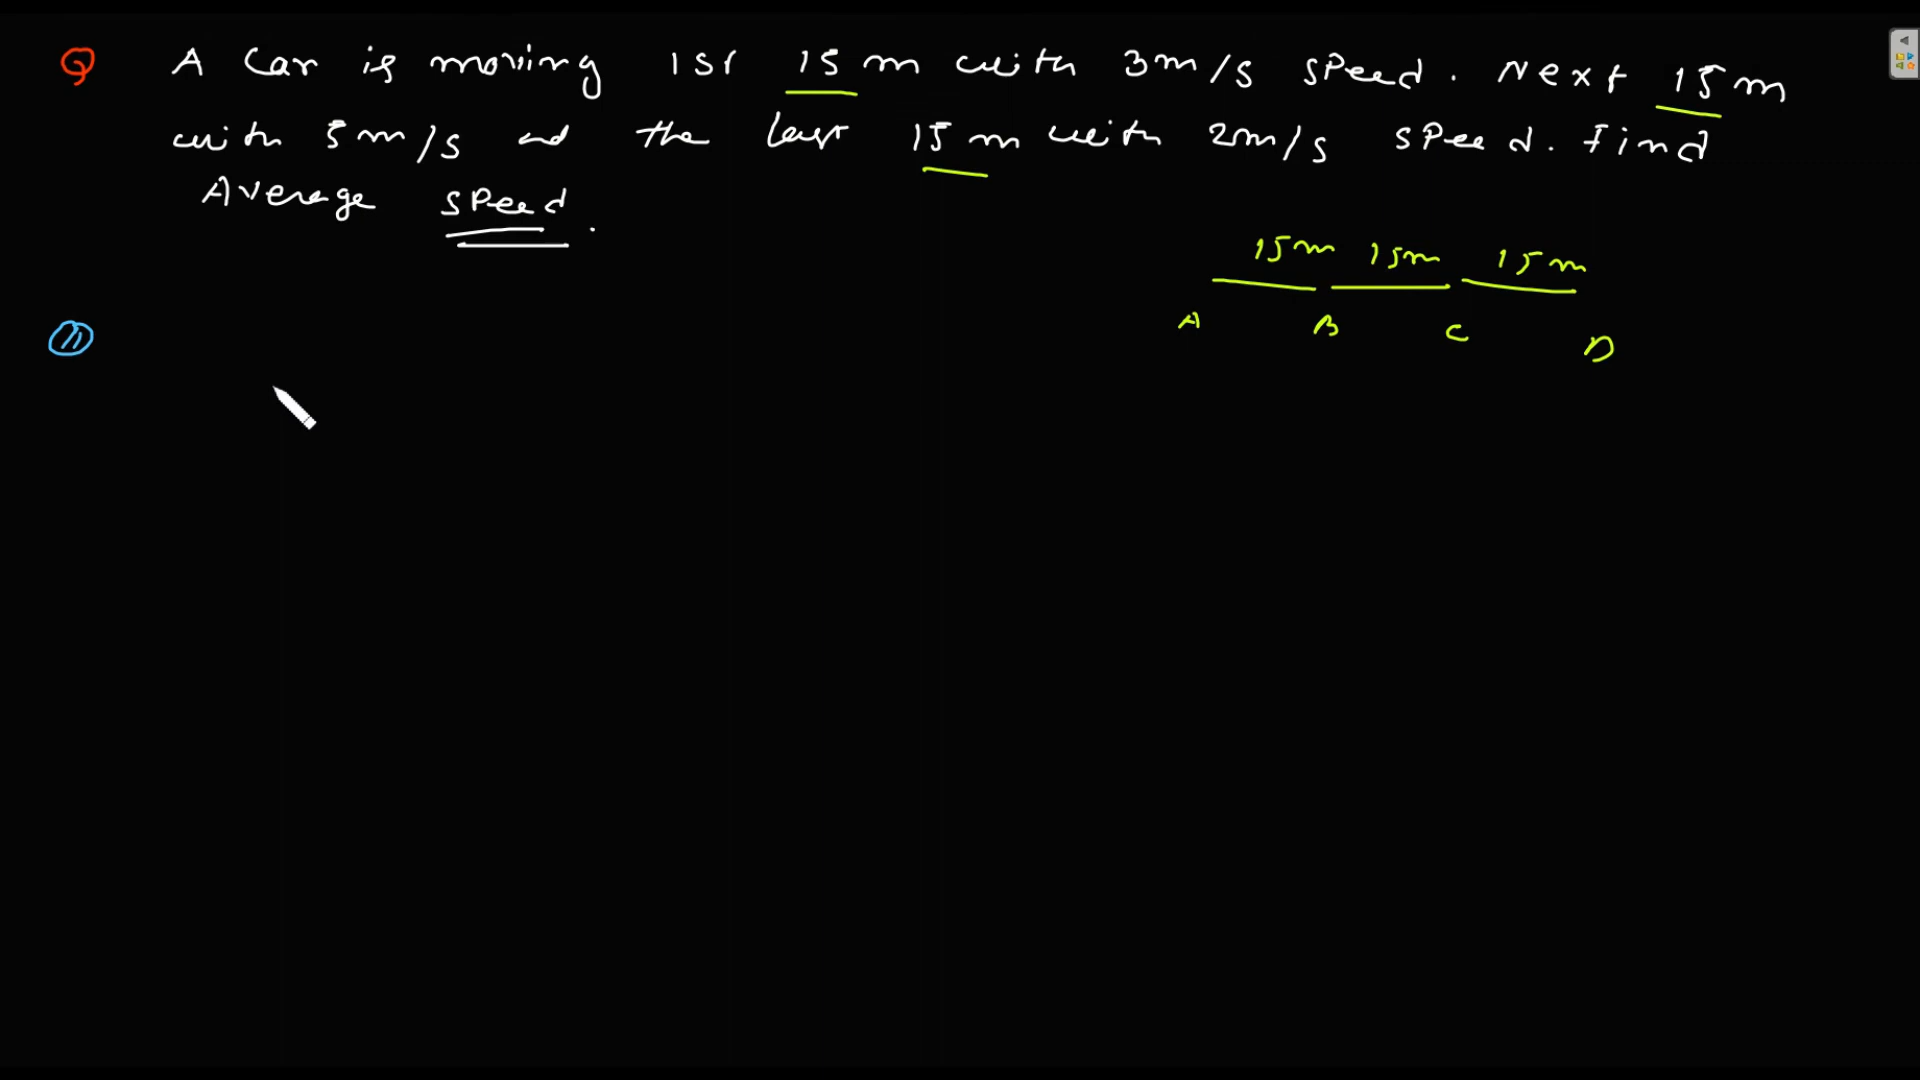 Q A Car is moving 1st 15 m with 3m/s speed. Next 15m
with 5m/s and the last 15 m with 2m/s speed. Find
Average speed.
15m 15m 15m
A B C D